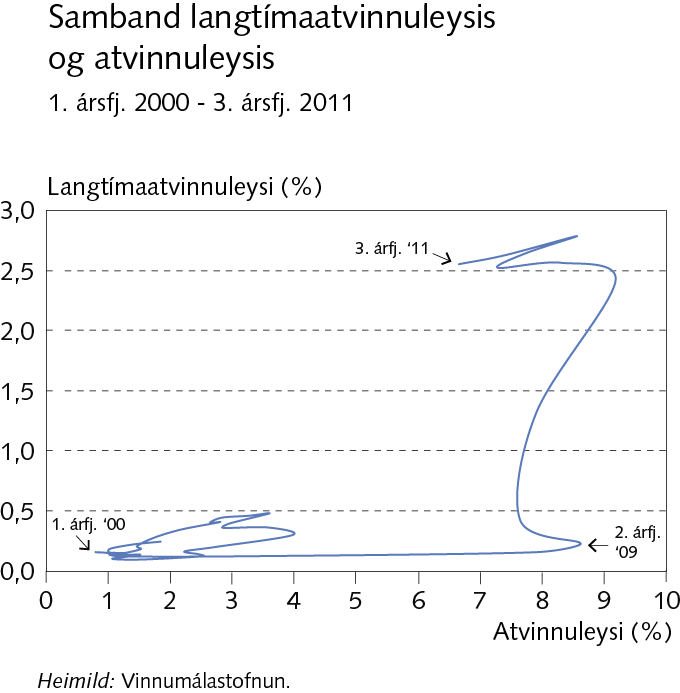 Samband langtímaatvinnuleysis
og atvinnuleysis
1. ársfj. 2000 - 3. ársfj. 2011
Langtímaatvinnuleysi (%)
3,0
2,5
2,0
1,5
1,0
0,5
0,0
3. árfj. ‘11
1. árfj. ‘00
2. árfj.
‘09
0 1 2 3 4 5 6 7 8 9 10
Atvinnuleysi (%)
Heimild: Vinnumálastofnun.